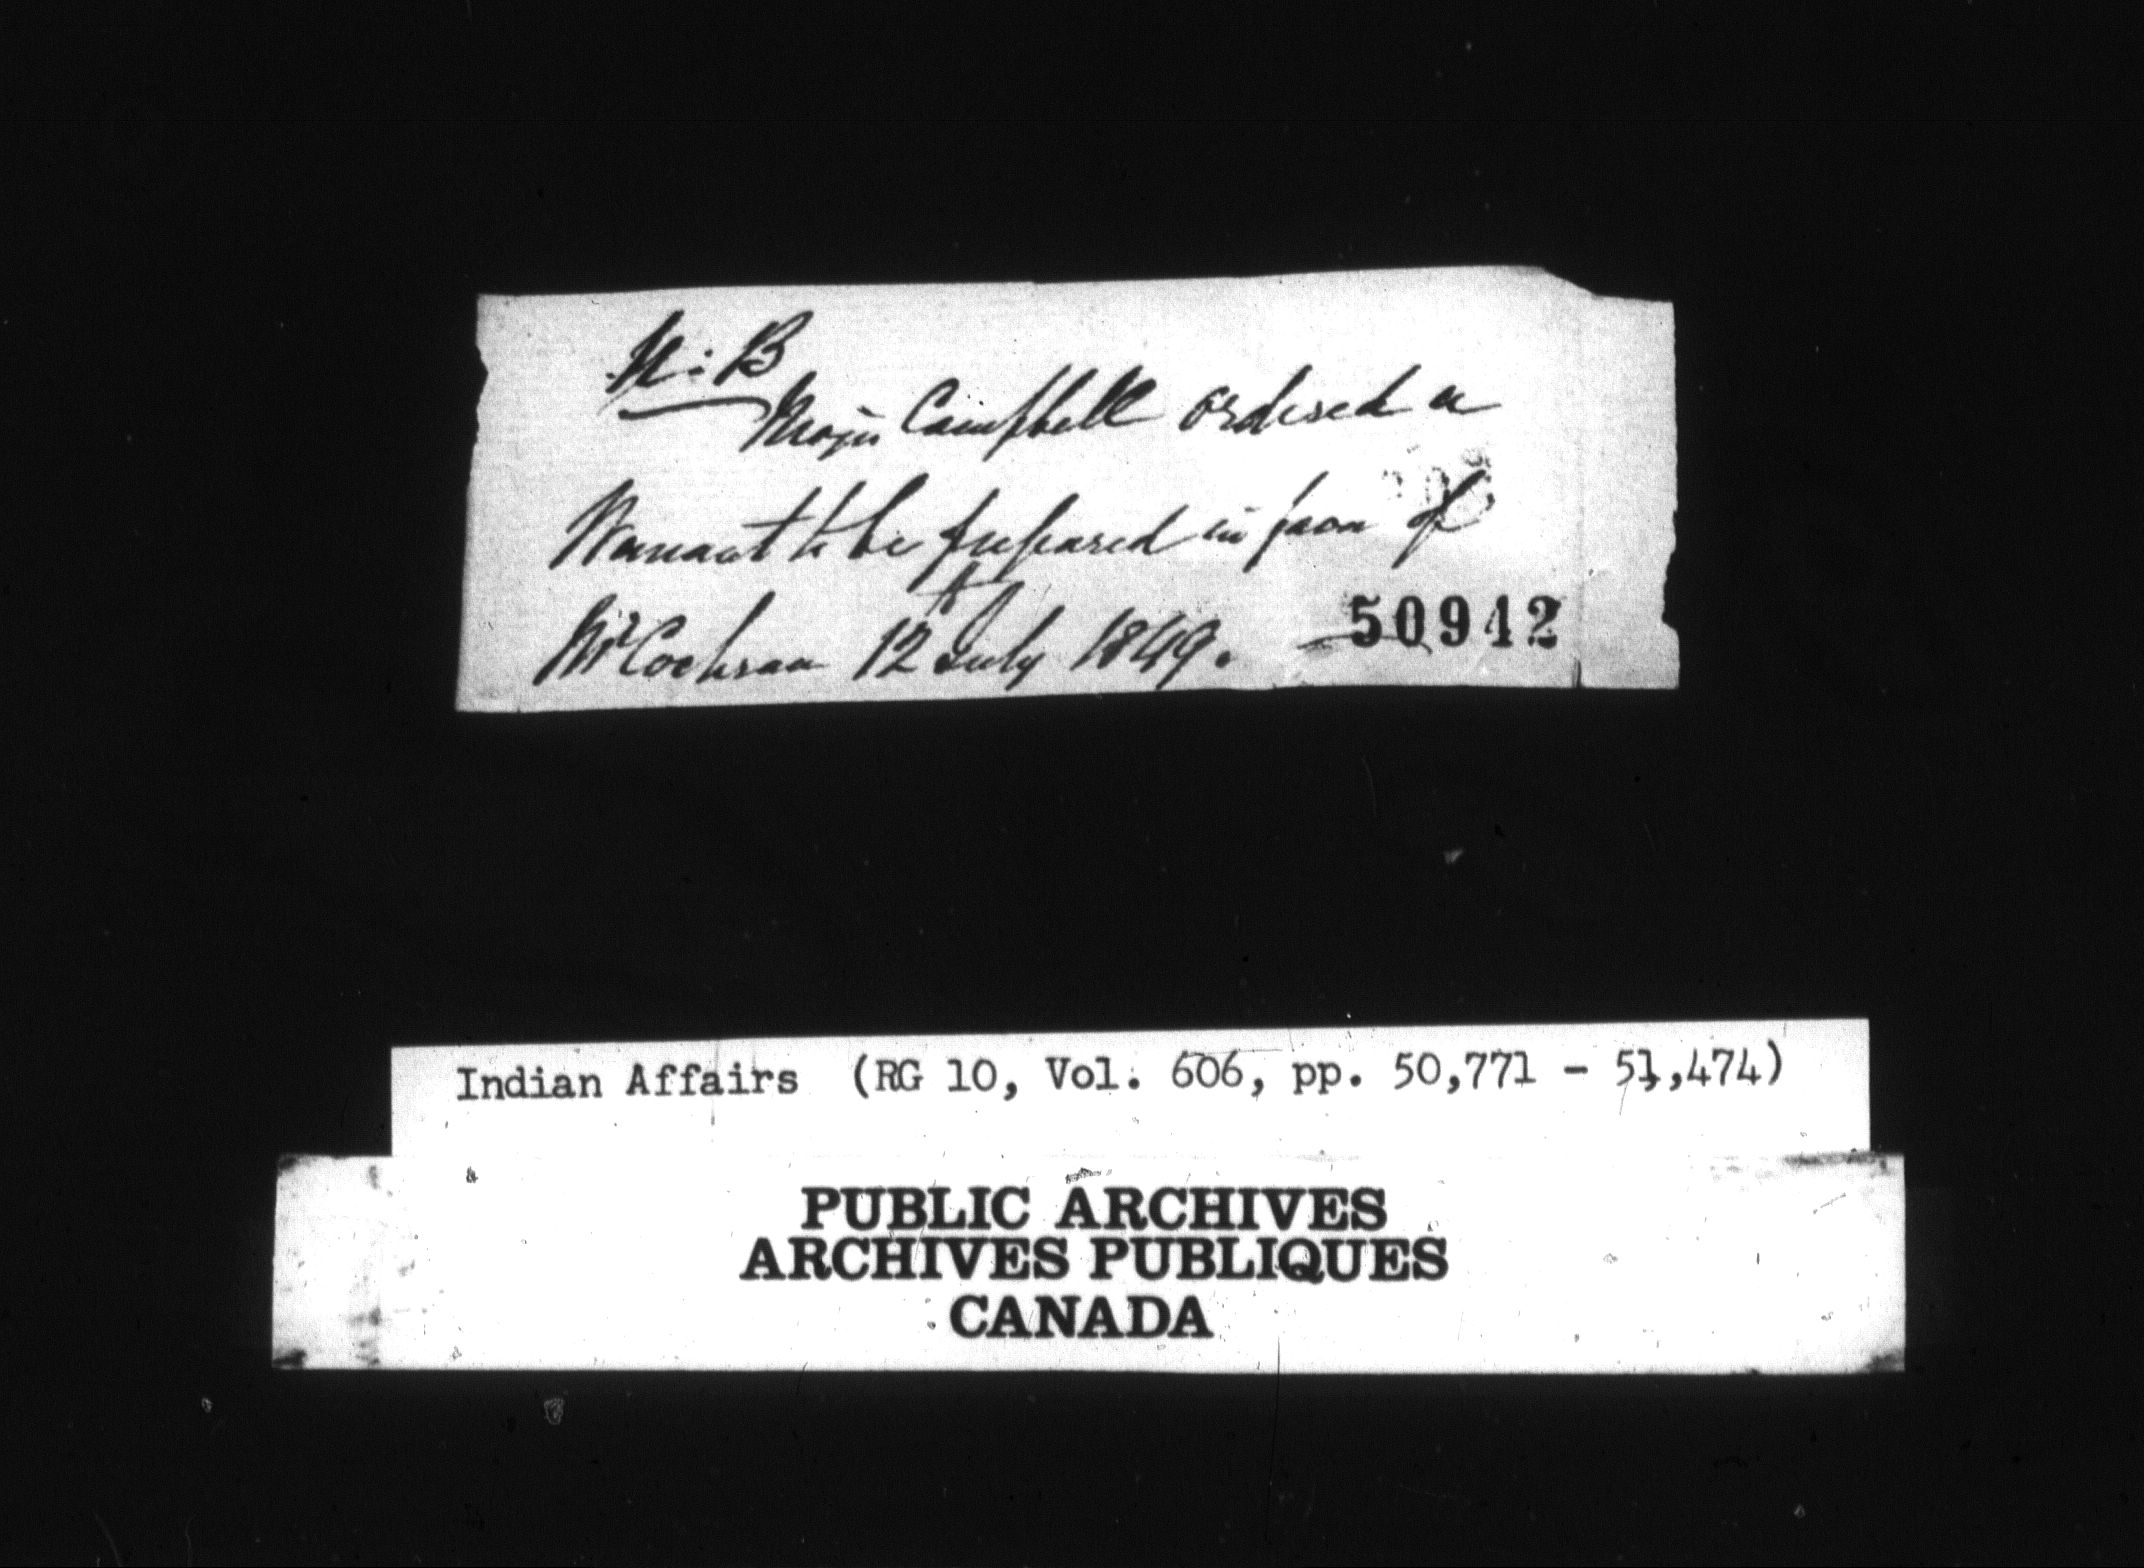 N:B
Major Campbell ordered a
Warrant to be prepared in favor of
Mr Cochran 12th July 1849.
50942
Indian Affairs (RG 10, Vol. 606, pp. 50,771 - 51,474)
PUBLIC ARCHIVES
ARCHIVES PUBLIQUES
CANADA